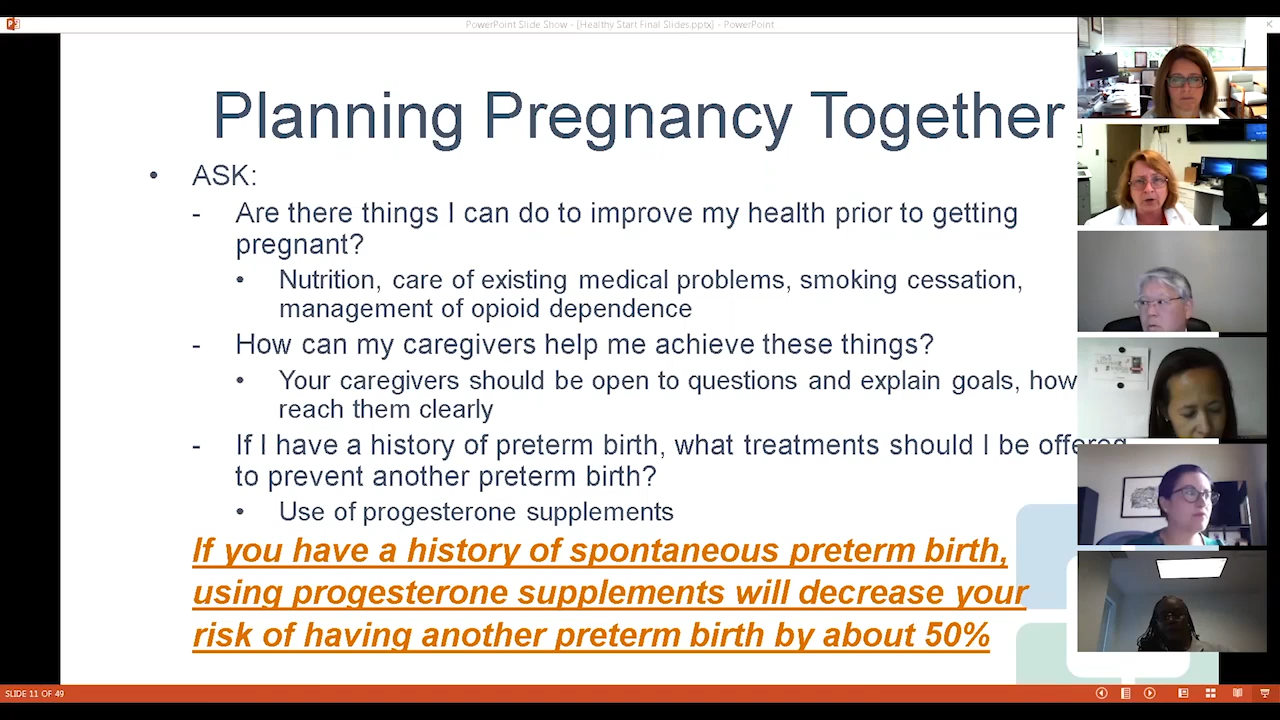 PowerPoint Slide Show - [Healthy Start Final Slides.pptx] - PowerPoint
Planning Pregnancy Together
• ASK:
- Are there things I can do to improve my health prior to getting
pregnant?
• Nutrition, care of existing medical problems, smoking cessation,
management of opioid dependence
- How can my caregivers help me achieve these things?
• Your caregivers should be open to questions and explain goals, how
reach them clearly
- If I have a history of preterm birth, what treatments should I be offered
to prevent another preterm birth?
• Use of progesterone supplements
If you have a history of spontaneous preterm birth,
using progesterone supplements will decrease your
risk of having another preterm birth by about 50%
SLIDE 11 OF 49